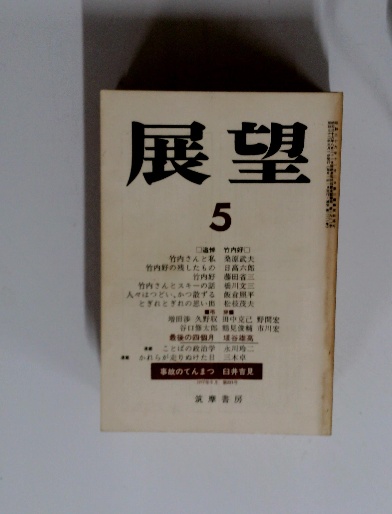 展望
5
□追悼 竹内好□
竹内さんと私 桑原武夫
竹内好の残したもの 日高六郎
竹内好 藤田省三
竹内さんとスキーの話 橋川文三
人々はつどい、かつ散ずる 飯倉照平
とぎれとぎれの思い出 松枝茂夫
増田渉 久野収 田中克己 野間宏
谷口修太郎 鶴見俊輔 市川宏
最後の四個月 埴谷雄高
連載 ことばの政治学 永川玲二
連載 かれらが走りぬけた日 三木卓
事故のてんまつ 臼井吉見
筑摩書房